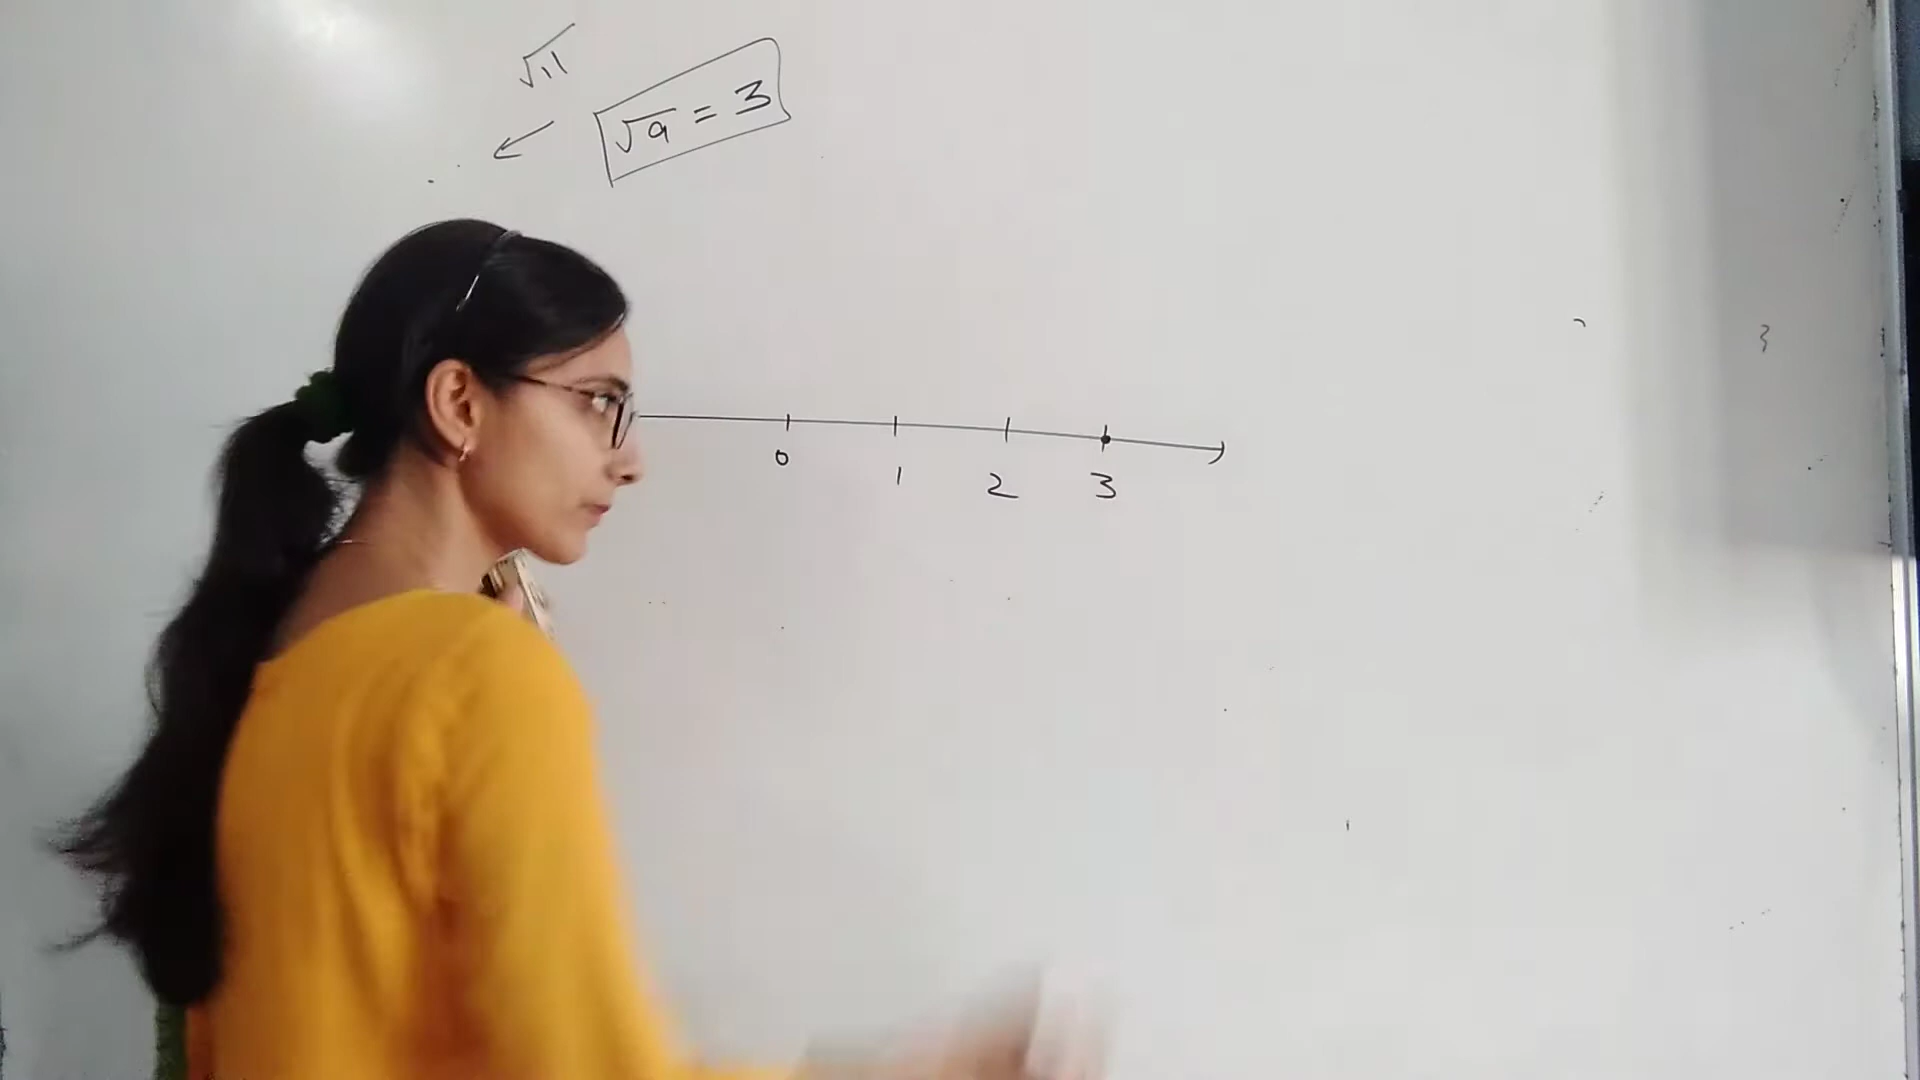 √11
√9 = 3
0 1 2 3